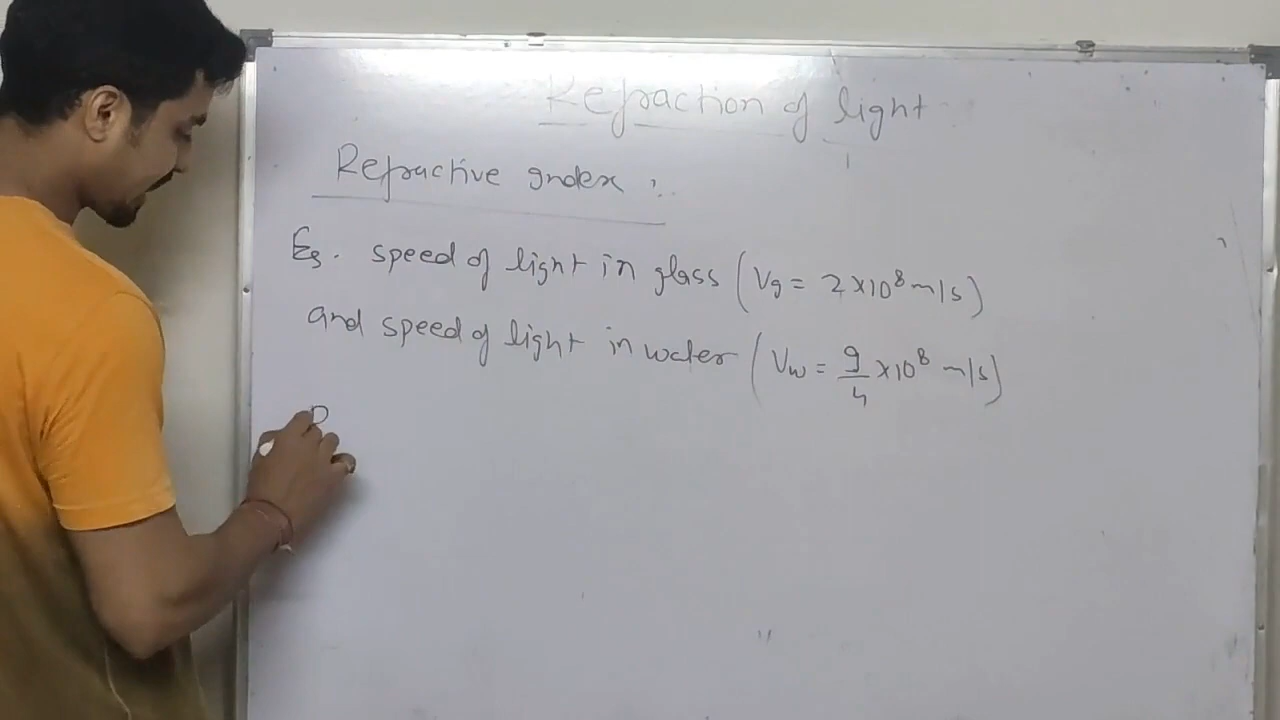 Refraction of light
Refractive Index :
Eg. speed of light in glass (Vg = 2×10⁸ m/s)
and speed of light in water (Vw = 9/4 ×10⁸ m/s)